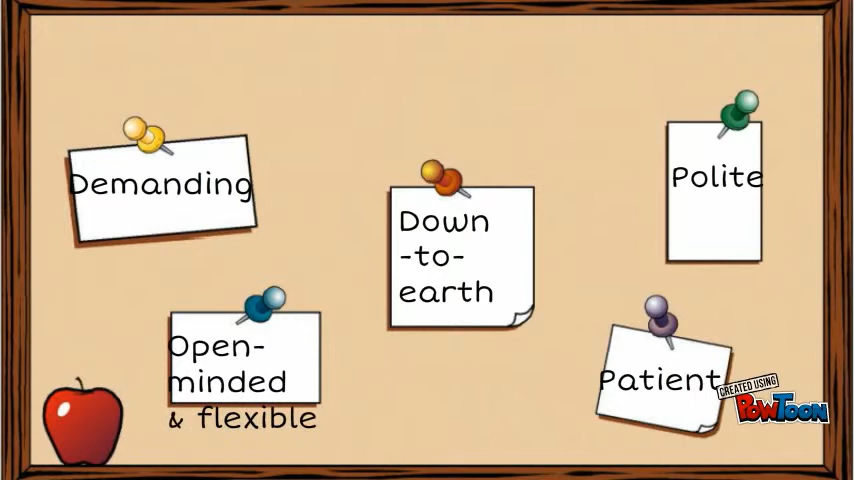 Demanding
Polite
Down
-to-
earth
Open-
minded
& flexible
Patient
CREATED USING
POWTOON